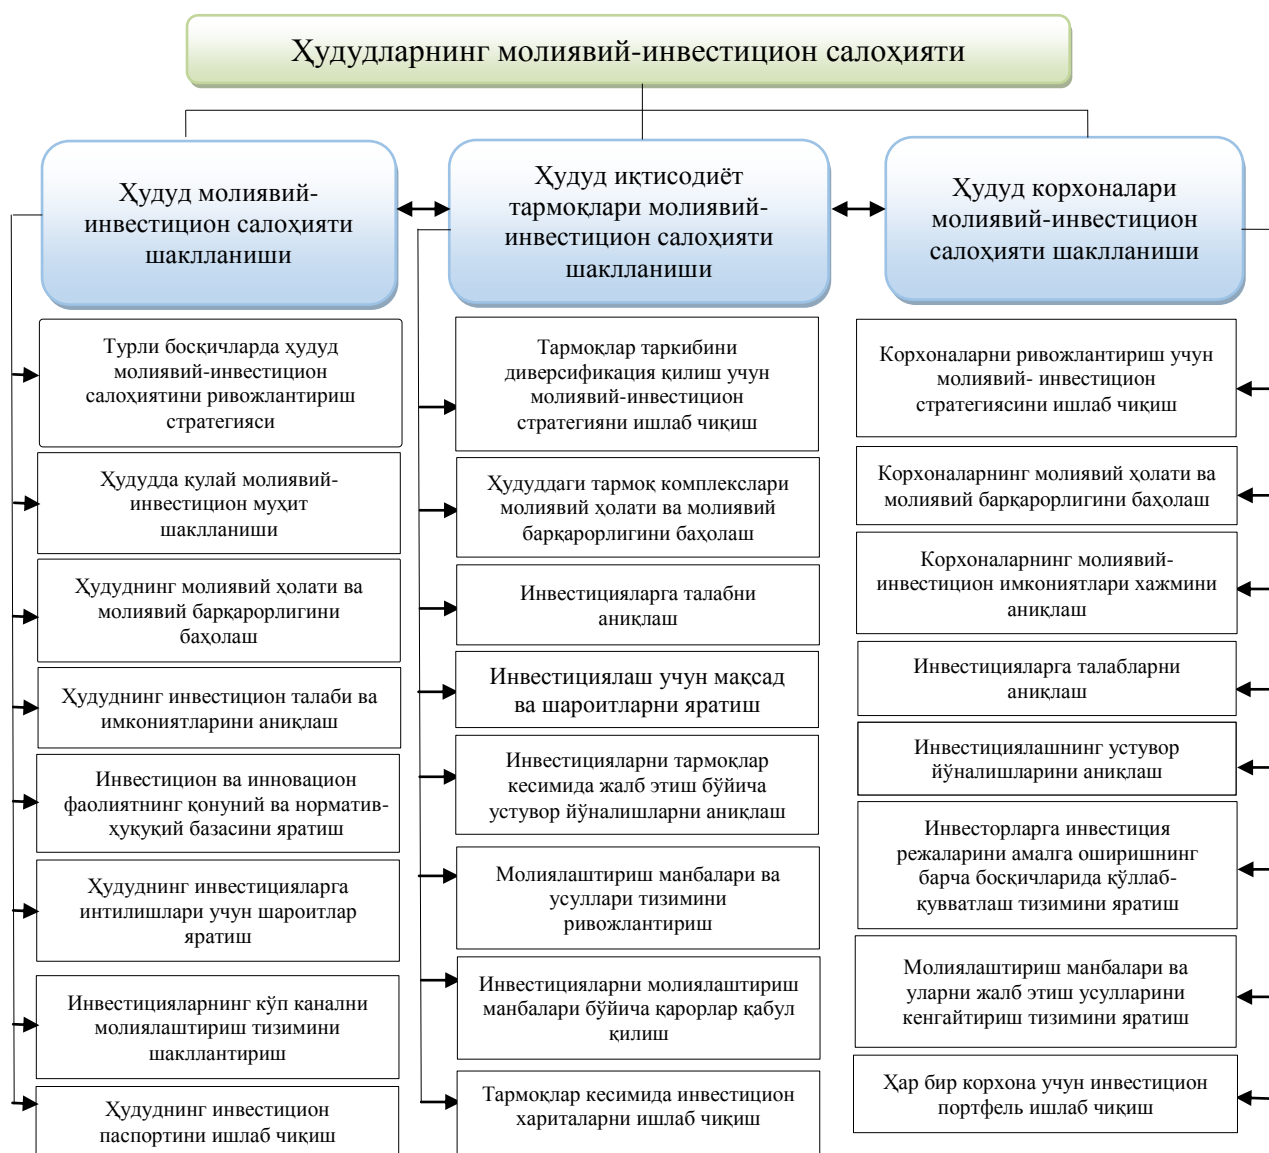 Ҳудудларнинг молиявий-инвестицион салоҳияти
Ҳудуд молиявий-
инвестицион салоҳияти
шаклланиши
Турли босқичларда ҳудуд
молиявий-инвестицион
салоҳиятини ривожлантириш
стратегияси
Ҳудудда қулай молиявий-
инвестицион муҳит
шаклланиши
Ҳудуднинг молиявий ҳолати ва
молиявий барқарорлигини
баҳолаш
Ҳудуднинг инвестицион талаби ва
имкониятларини аниқлаш
Инвестицион ва инновацион
фаолиятнинг қонуний ва норматив-
ҳуқуқий базасини яратиш
Ҳудуднинг инвестицияларга
интилишлари учун шароитлар
яратиш
Инвестицияларнинг кўп канални
молиялаштириш тизимини
шакллантириш
Ҳудуднинг инвестицион
паспортини ишлаб чиқиш
Ҳудуд иқтисодиёт
тармоқлари молиявий-
инвестицион салоҳияти
шаклланиши
Тармоқлар таркибини
диверсификация қилиш учун
молиявий-инвестицион
стратегияни ишлаб чиқиш
Ҳудуддаги тармоқ комплекслари
молиявий ҳолати ва молиявий
барқарорлигини баҳолаш
Инвестицияларга талабни
аниқлаш
Инвестициялаш учун мақсад
ва шароитларни яратиш
Инвестицияларни тармоқлар
кесимида жалб этиш бўйича
устувор йўналишларни аниқлаш
Молиялаштириш манбалари ва
усуллари тизимини
ривожлантириш
Инвестицияларни молиялаштириш
манбалари бўйича қарорлар қабул
қилиш
Тармоқлар кесимида инвестицион
хариталарни ишлаб чиқиш
Ҳудуд корхоналари
молиявий-инвестицион
салоҳияти шаклланиши
Корхоналарни ривожлантириш учун
молиявий- инвестицион
стратегиясини ишлаб чиқиш
Корхоналарнинг молиявий ҳолати ва
молиявий барқарорлигини баҳолаш
Корхоналарнинг молиявий-
инвестицион имкониятлари хажмини
аниқлаш
Инвестицияларга талабларни
аниқлаш
Инвестициялашнинг устувор
йўналишларини аниқлаш
Инвесторларга инвестиция
режаларини амалга оширишнинг
барча босқичларида қўллаб-
қувватлаш тизимини яратиш
Молиялаштириш манбалари ва
уларни жалб этиш усулларини
кенгайтириш тизимини яратиш
Ҳар бир корхона учун инвестицион
портфель ишлаб чиқиш